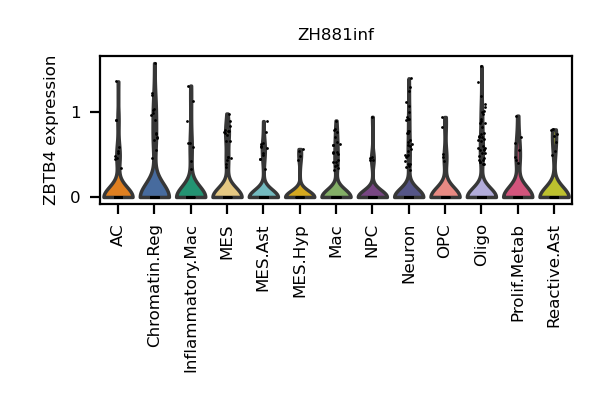 ZH881inf
ZBTB4 expression
1
0
AC
Chromatin.Reg
Inflammatory.Mac
MES
MES.Ast
MES.Hyp
Mac
NPC
Neuron
OPC
Oligo
Prolif.Metab
Reactive.Ast